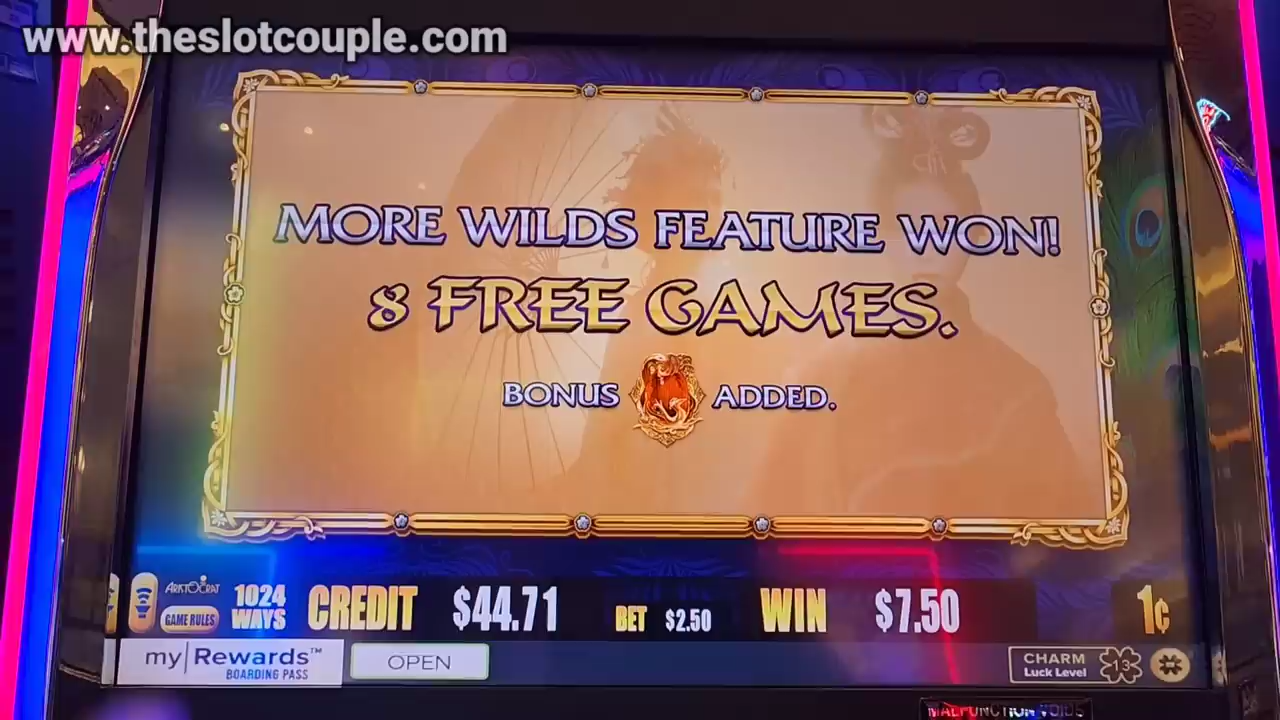 www.theslotcouple.com
MORE WILDS FEATURE WON!
8 FREE GAMES.
BONUS ADDED.
ARISTOCRAT
GAME RULES
1024 WAYS
CREDIT $44.71
BET $2.50
WIN $7.50
1¢
my|Rewards™
BOARDING PASS
OPEN
CHARM
Luck Level
13
MALFUNCTION VOIDS